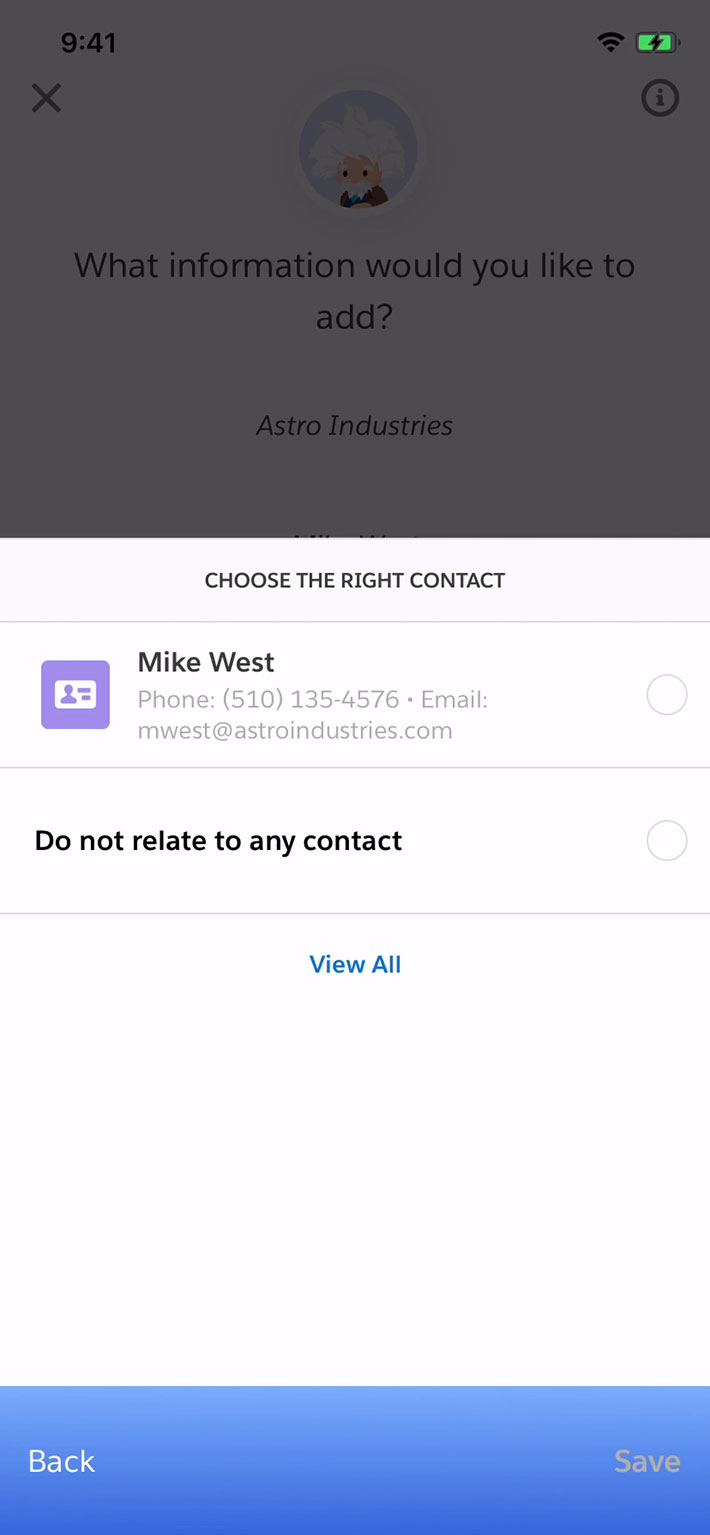 9:41
What information would you like to
add?
Astro Industries
CHOOSE THE RIGHT CONTACT
Mike West
Phone: (510) 135-4576 • Email:
mwest@astroindustries.com
Do not relate to any contact
View All
Back
Save